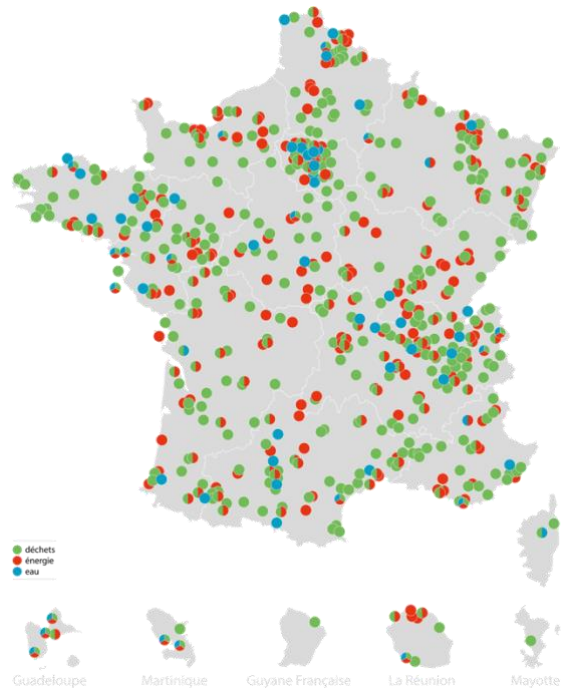 déchets
énergie
eau
Guadeloupe
Martinique
Guyane Française
La Réunion
Mayotte